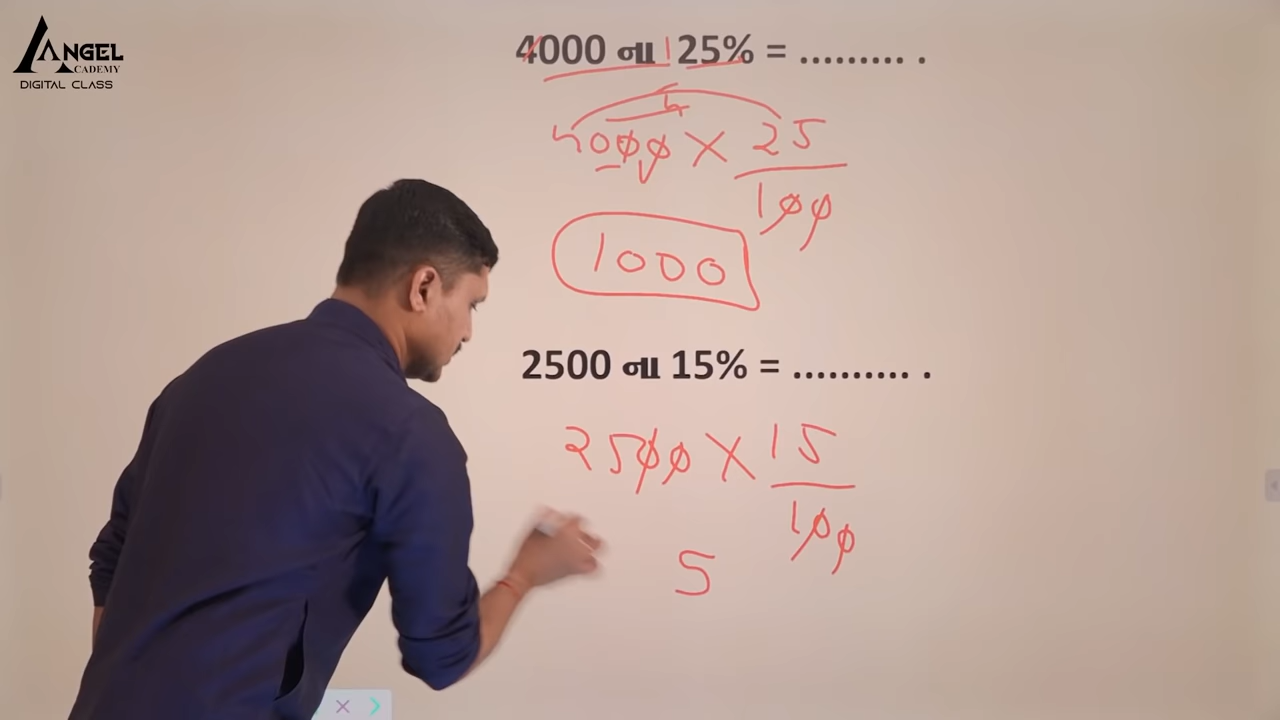 ANGEL
ACADEMY
DIGITAL CLASS
4000 ના 25% = ......... .
4000 × 25
100
1000
2500 ના 15% = .......... .
2500 × 15
100
5